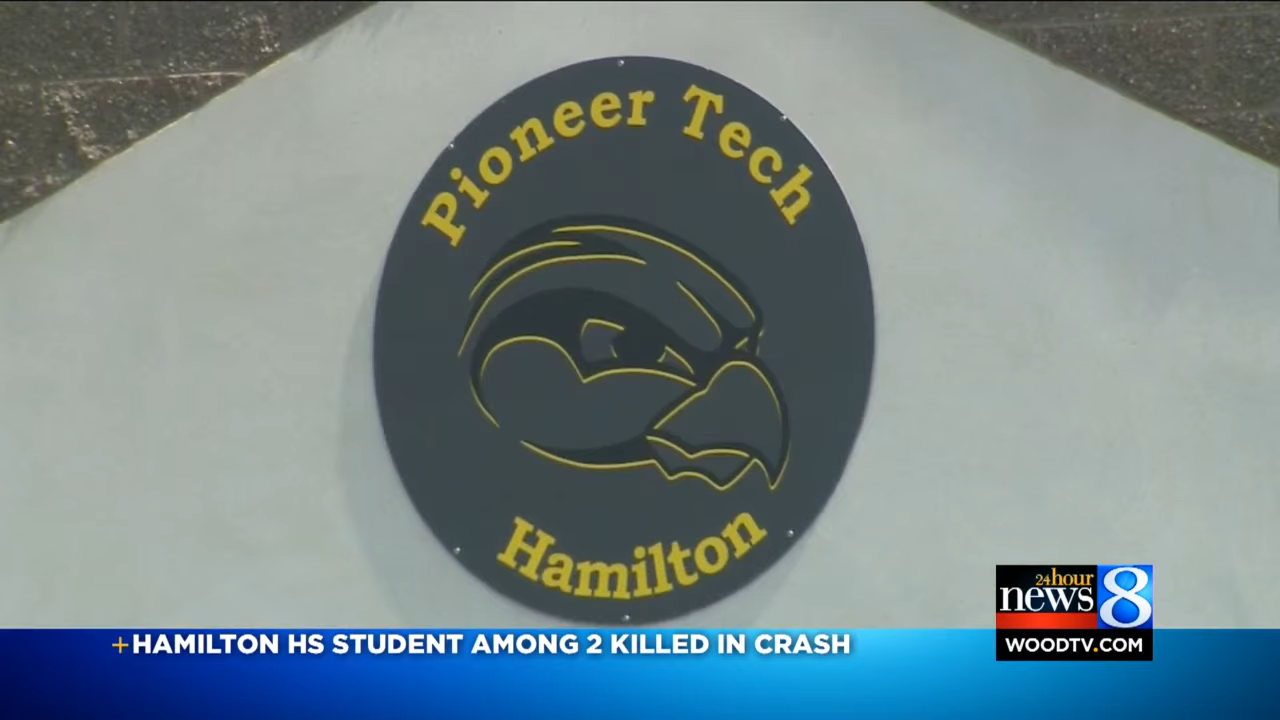 Pioneer Tech
Hamilton
24hour
news 8
+HAMILTON HS STUDENT AMONG 2 KILLED IN CRASH
WOODTV.COM